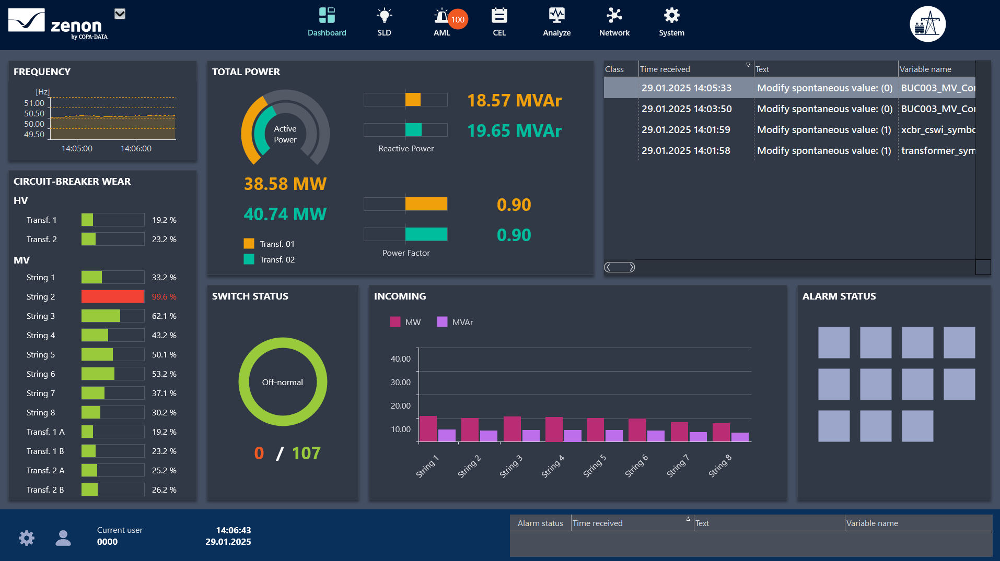 zenon
by COPA-DATA
Dashboard
SLD
AML
100
CEL
Analyze
Network
System
FREQUENCY
[Hz]
51.00
50.50
50.00
49.50
14:05:00 14:06:00
CIRCUIT-BREAKER WEAR
HV
Transf. 1 19.2 %
Transf. 2 23.2 %
MV
String 1 33.2 %
String 2 99.6 %
String 3 62.1 %
String 4 43.2 %
String 5 50.1 %
String 6 53.2 %
String 7 37.1 %
String 8 30.2 %
Transf. 1 A 19.2 %
Transf. 1 B 23.2 %
Transf. 2 A 25.2 %
Transf. 2 B 26.2 %
TOTAL POWER
Active
Power
38.58 MW
40.74 MW
Transf. 01
Transf. 02
18.57 MVAr
19.65 MVAr
Reactive Power
0.90
0.90
Power Factor
Class Time received Text Variable name
29.01.2025 14:05:33 Modify spontaneous value: (0) BUC003_MV_Cor
29.01.2025 14:03:50 Modify spontaneous value: (0) BUC003_MV_Cor
29.01.2025 14:01:59 Modify spontaneous value: (1) xcbr_cswi_symbc
29.01.2025 14:01:58 Modify spontaneous value: (1) transformer_sym
SWITCH STATUS
Off-normal
0 / 107
INCOMING
MW MVAr
40.00
30.00
20.00
10.00
String 1
String 2
String 3
String 4
String 5
String 6
String 7
String 8
ALARM STATUS
Current user
0000
14:06:43
29.01.2025
Alarm status Time received Text Variable name